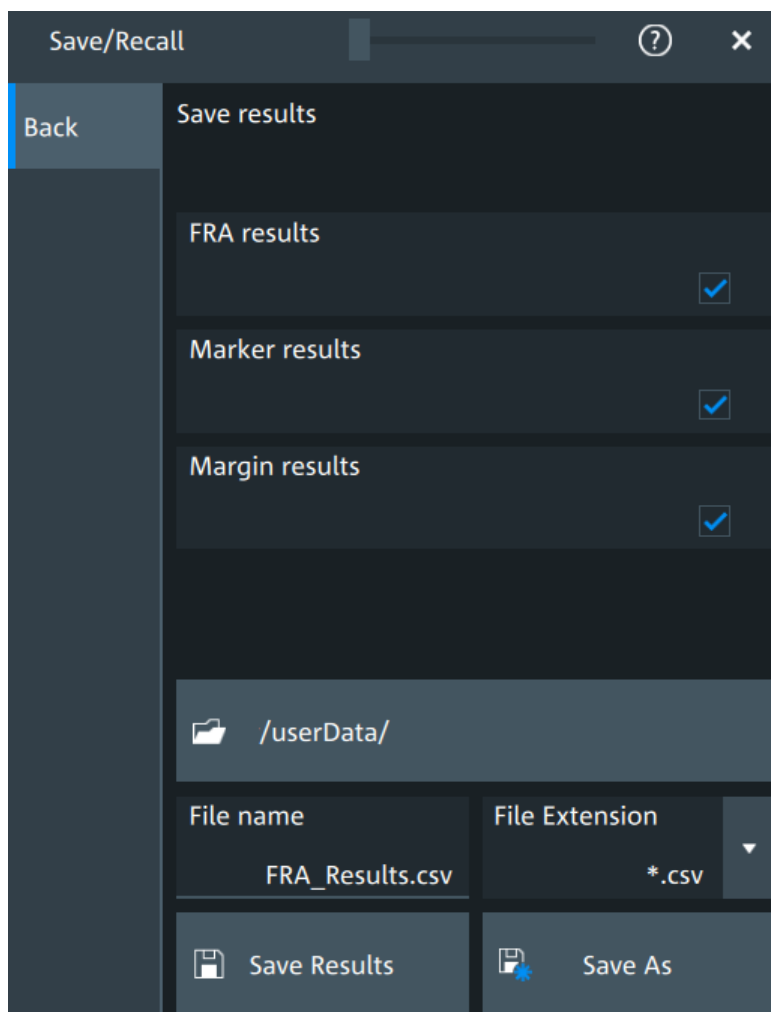 Save/Recall
?
Back
Save results
FRA results
Marker results
Margin results
/userData/
File name
File Extension
FRA_Results.csv
*.csv
Save Results
Save As